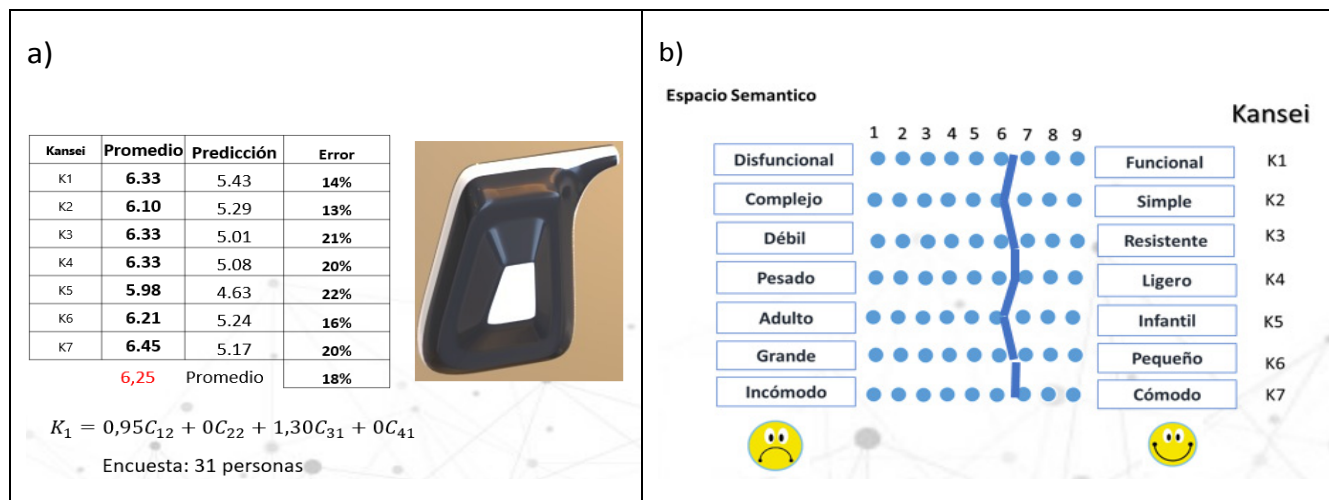 a)
Kansei Promedio Predicción Error
K1 6.33 5.43 14%
K2 6.10 5.29 13%
K3 6.33 5.01 21%
K4 6.33 5.08 20%
K5 5.98 4.63 22%
K6 6.21 5.24 16%
K7 6.45 5.17 20%
6,25 Promedio 18%
K₁ = 0,95C₁₂ + 0C₂₂ + 1,30C₃₁ + 0C₄₁
Encuesta: 31 personas
b)
Espacio Semantico
Kansei
1 2 3 4 5 6 7 8 9
Disfuncional Funcional K1
Complejo Simple K2
Débil Resistente K3
Pesado Ligero K4
Adulto Infantil K5
Grande Pequeño K6
Incómodo Cómodo K7